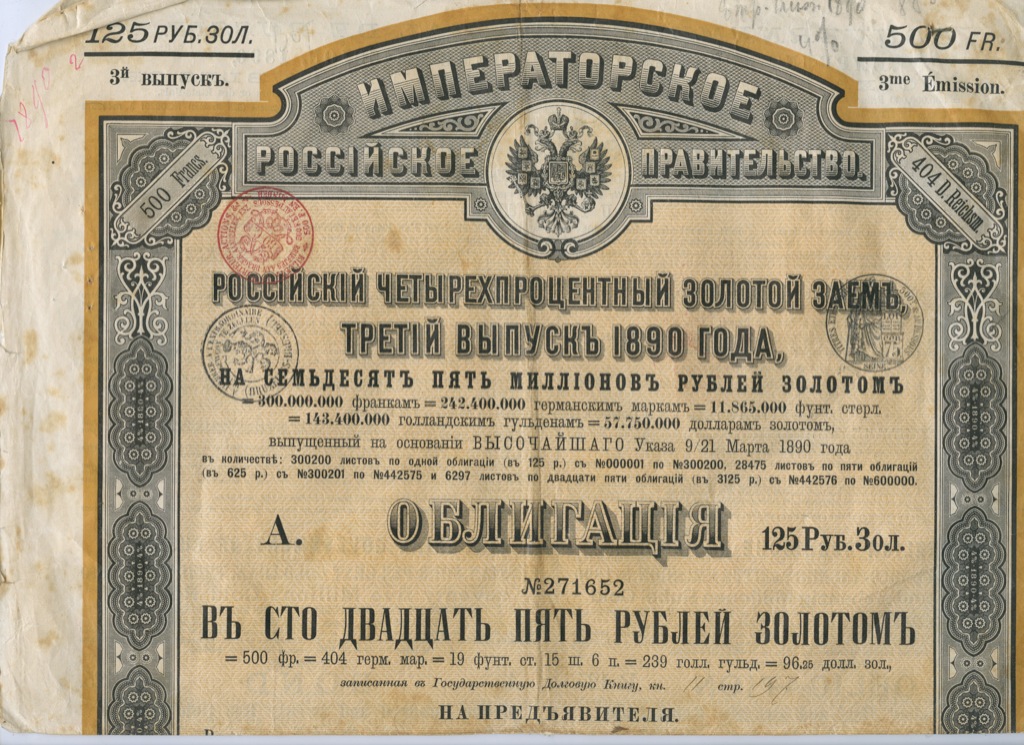 125 РУБ. ЗОЛ.
500 FR.
3й выпускъ.
3me Émission.
1890 2
ИМПЕРАТОРСКОЕ
РОССІЙСКОЕ ПРАВИТЕЛЬСТВО.
500 Francs.
404 D. Reichsm.
РОССІЙСКІЙ ЧЕТЫРЕХПРОЦЕНТНЫЙ ЗОЛОТОЙ ЗАЕМЪ,
ТРЕТІЙ ВЫПУСКЪ 1890 ГОДА,
НА СЕМЬДЕСЯТЪ ПЯТЬ МИЛЛІОНОВЪ РУБЛЕЙ ЗОЛОТОМЪ
=300.000.000 франкамъ = 242.400.000 германскимъ маркамъ = 11.865.000 фунт. стерл.
= 143.400.000 голландскимъ гульденамъ = 57.750.000 долларамъ золотомъ,
выпущенный на основаніи ВЫСОЧАЙШАГО Указа 9/21 Марта 1890 года
въ количествѣ: 300200 листовъ по одной облигаціи (въ 125 р.) съ №000001 по №300200, 28475 листовъ по пяти облигацій
(въ 625 р.) съ №300201 по №442575 и 6297 листовъ по двадцати пяти облигацій (въ 3125 р.) съ №442576 по №600000.
А. ОБЛИГАЦІЯ 125 Руб. Зол.
№271652
ВЪ СТО ДВАДЦАТЬ ПЯТЬ РУБЛЕЙ ЗОЛОТОМЪ
= 500 фр. = 404 герм. мар. = 19 фунт. ст. 15 ш. 6 п. = 239 голл. гульд. = 96.25 долл. зол.,
записанная въ Государственную Долговую Книгу, кн. 11 стр. 197
НА ПРЕДЪЯВИТЕЛЯ.